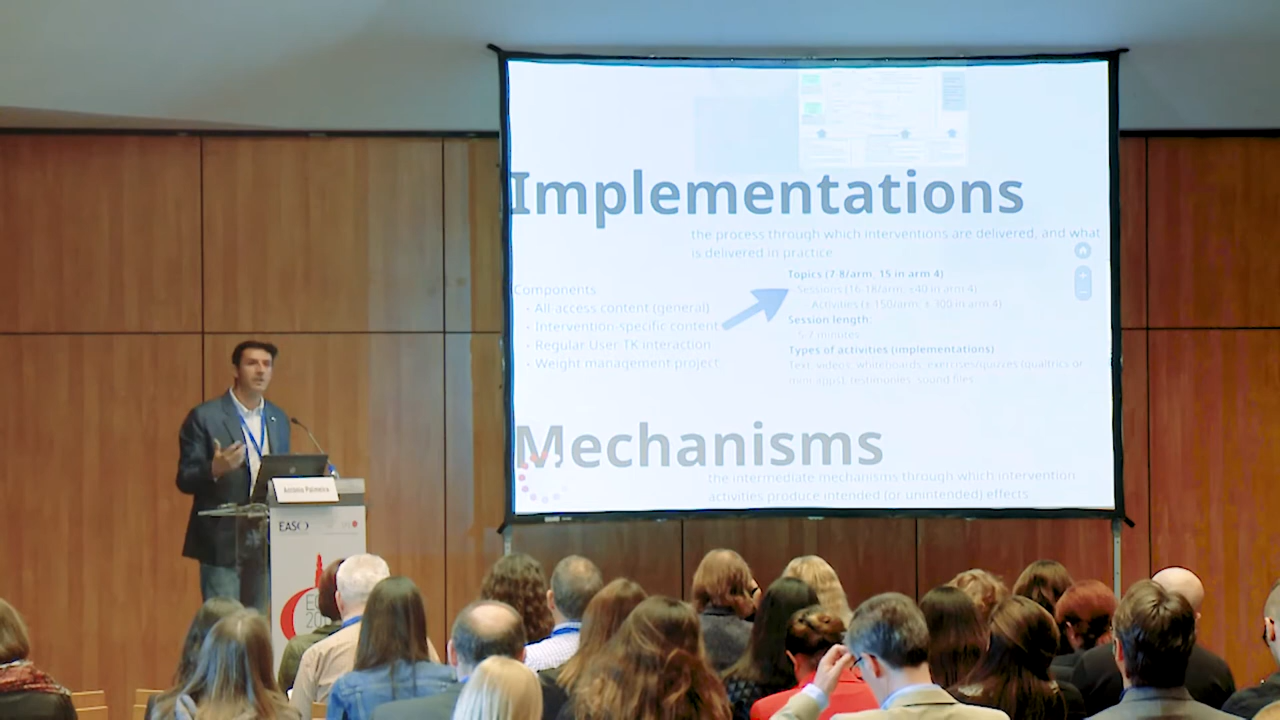 Implementations
the process through which interventions are delivered, and what
is delivered in practice
Components
- All access content (general)
- Intervention-specific content
- Regular User-TK interaction
- Weight management project
Topics (7-8/arm, 15 in arm 4)
Sessions (16-18/arm, ±40 in arm 4)
Activities (± 150/arm, ± 300 in arm 4)
Session length:
5-7 minutes
Types of activities (implementations)
Text, videos, whiteboards, exercises/quizzes (qualtrics or
mini apps), testimonies, sound files
Mechanisms
the intermediate mechanisms through which intervention
activities produce intended (or unintended) effects
António Palmeira
EASO